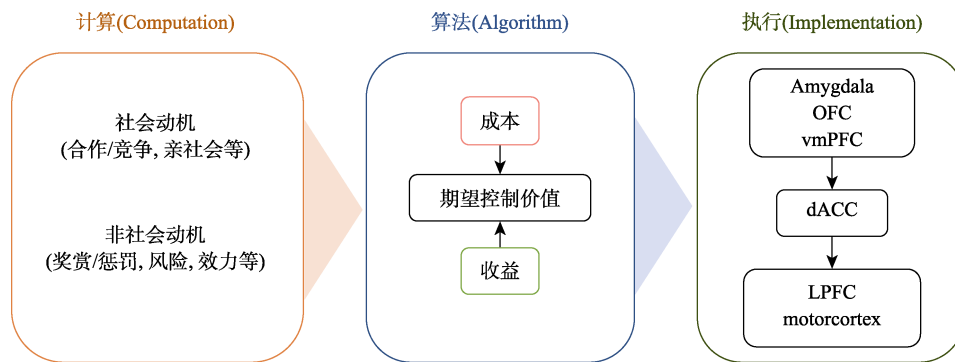 计算(Computation)
社会动机
(合作/竞争, 亲社会等)
非社会动机
(奖赏/惩罚, 风险, 效力等)
算法(Algorithm)
成本
期望控制价值
收益
执行(Implementation)
Amygdala
OFC
vmPFC
dACC
LPFC
motorcortex